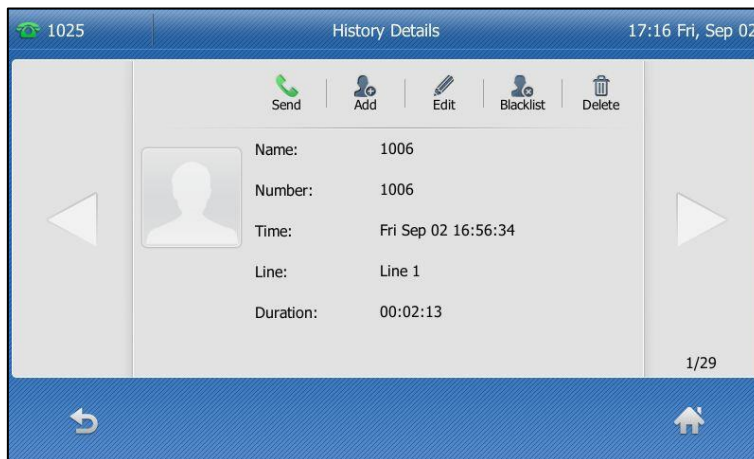 1025 History Details 17:16 Fri, Sep 02
Send Add Edit Blacklist Delete
Name: 1006
Number: 1006
Time: Fri Sep 02 16:56:34
Line: Line 1
Duration: 00:02:13
1/29